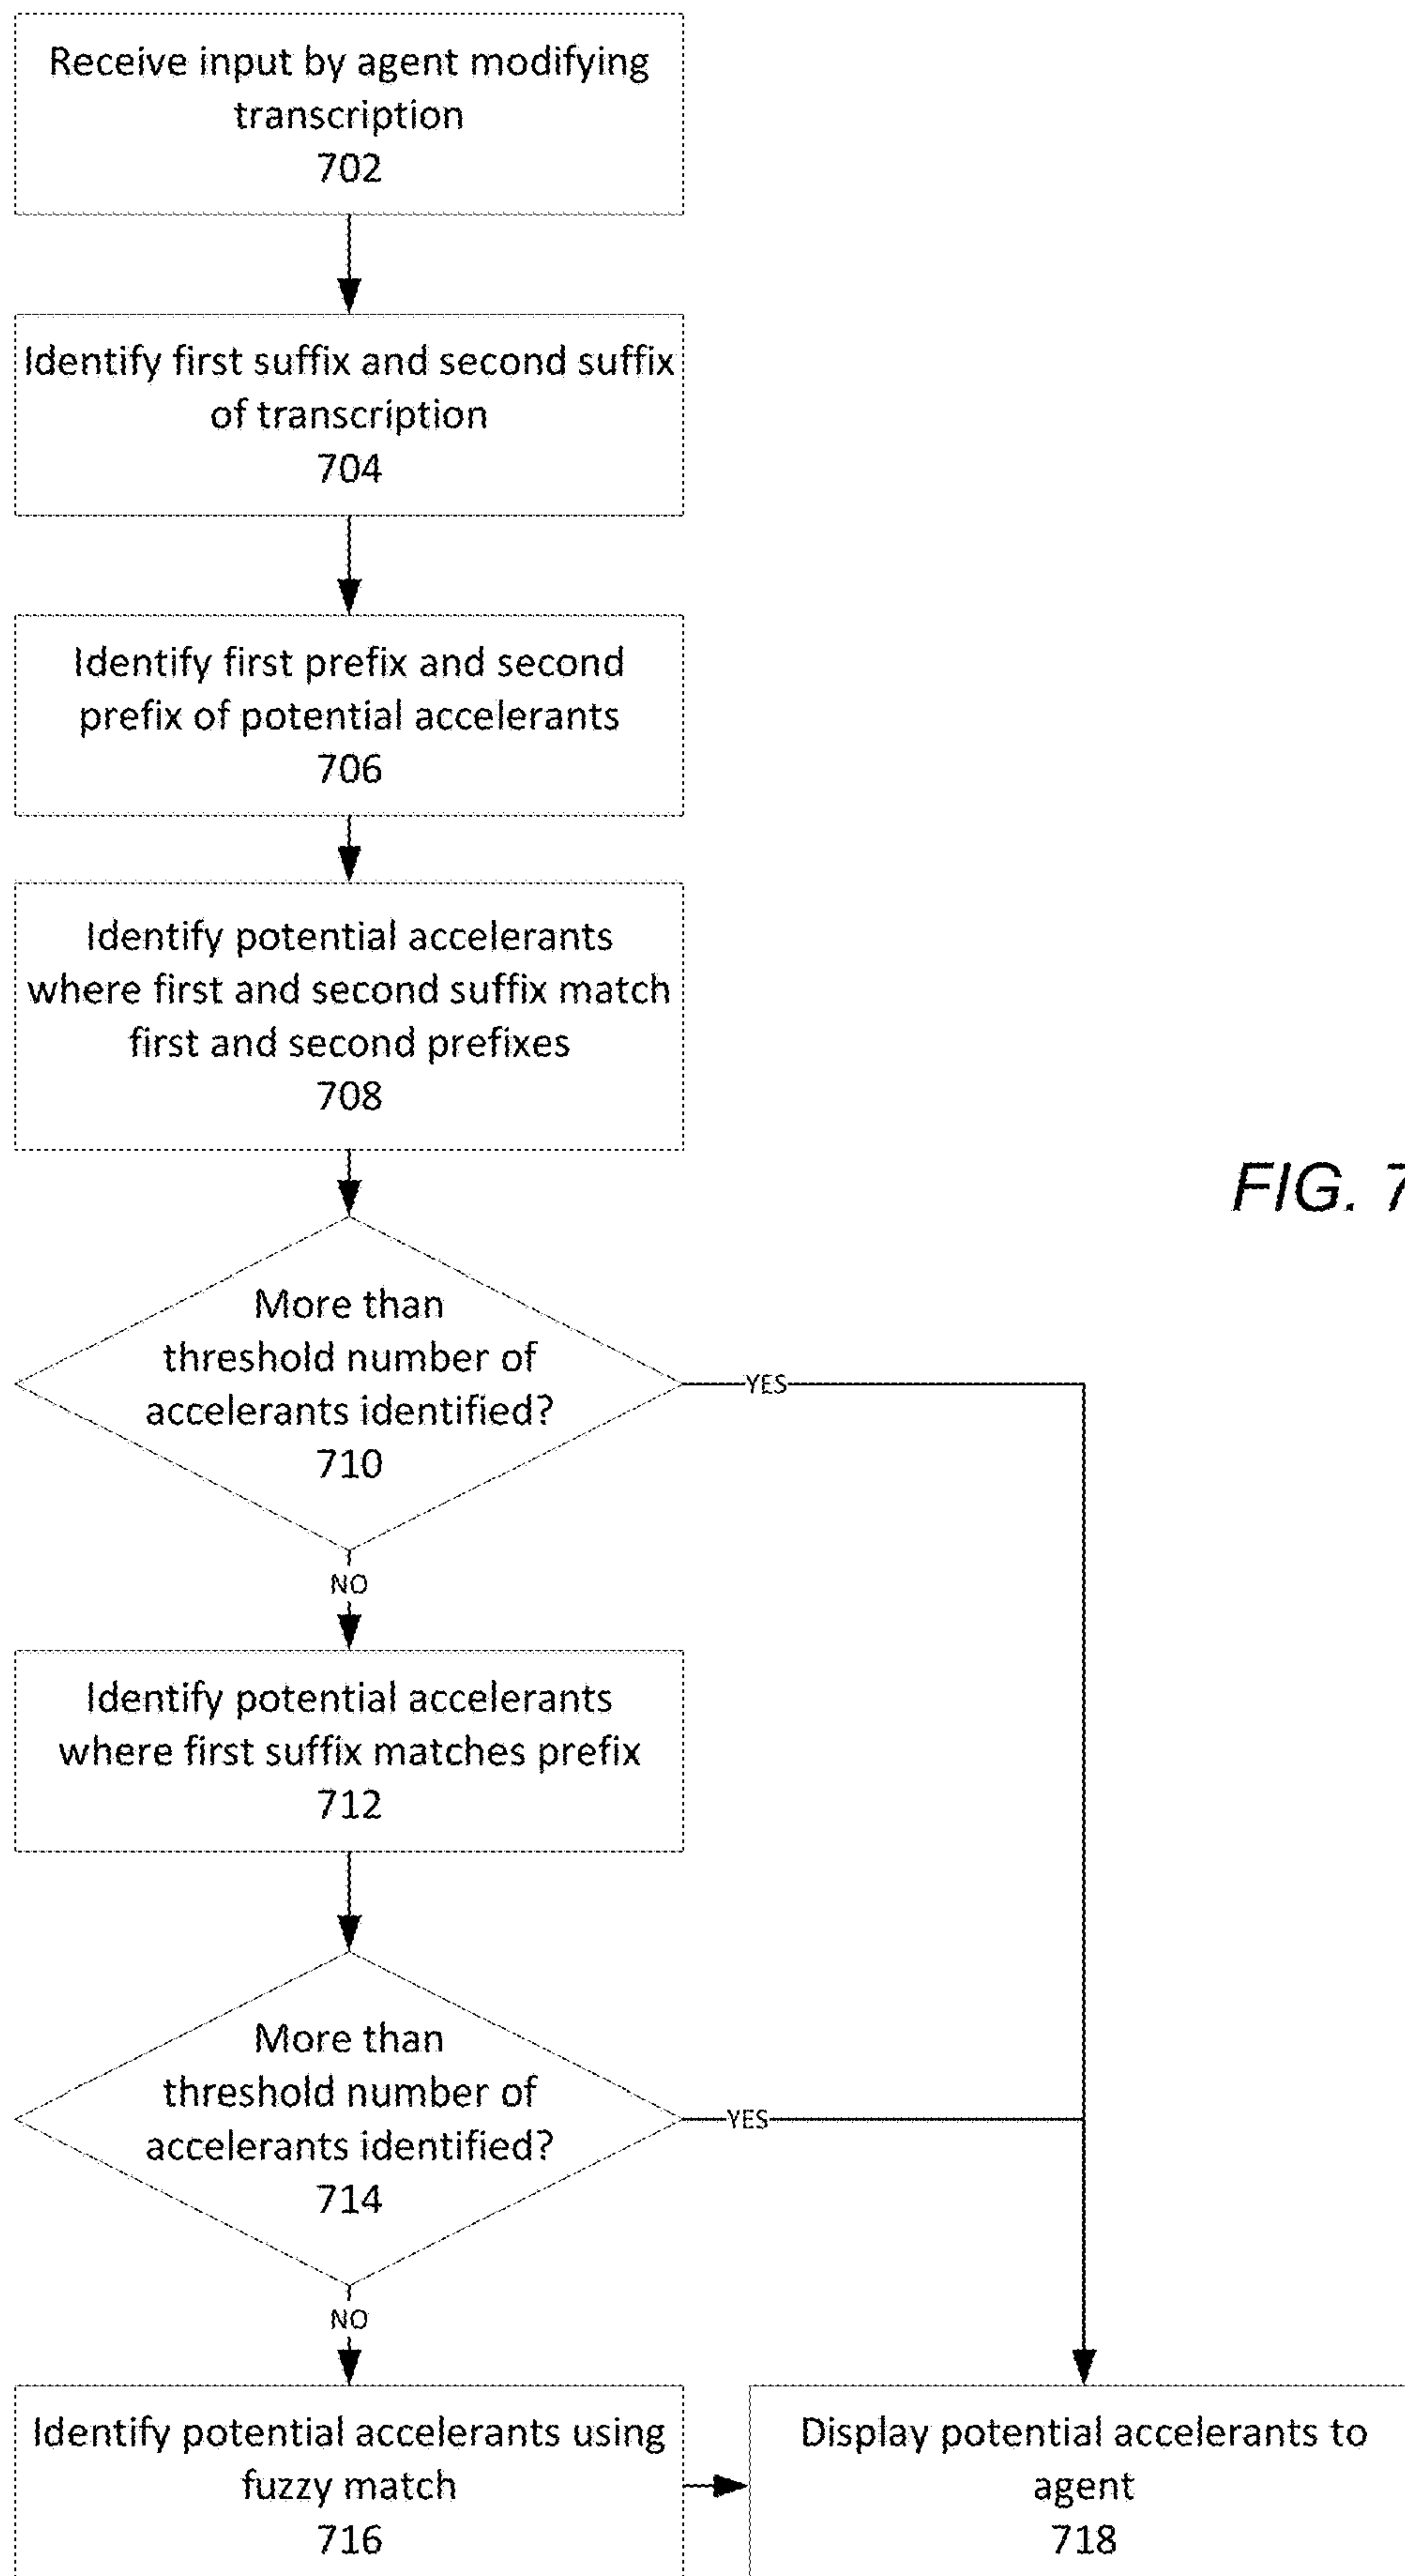 Receive input by agent modifying
transcription
702
Identify first suffix and second suffix
of transcription
704
Identify first prefix and second
prefix of potential accelerants
706
Identify potential accelerants
where first and second suffix match
first and second prefixes
708
FIG. 7
More than
threshold number of
accelerants identified?
710
YES
NO
Identify potential accelerants
where first suffix matches prefix
712
More than
threshold number of
accelerants identified?
714
YES
NO
Identify potential accelerants using
fuzzy match
716
Display potential accelerants to
agent
718